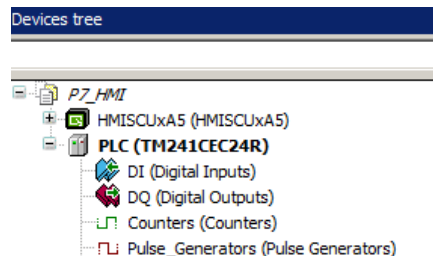 Devices tree
P7_HMI
HMISCUxA5 (HMISCUxA5)
PLC (TM241CEC24R)
DI (Digital Inputs)
DQ (Digital Outputs)
Counters (Counters)
Pulse_Generators (Pulse Generators)